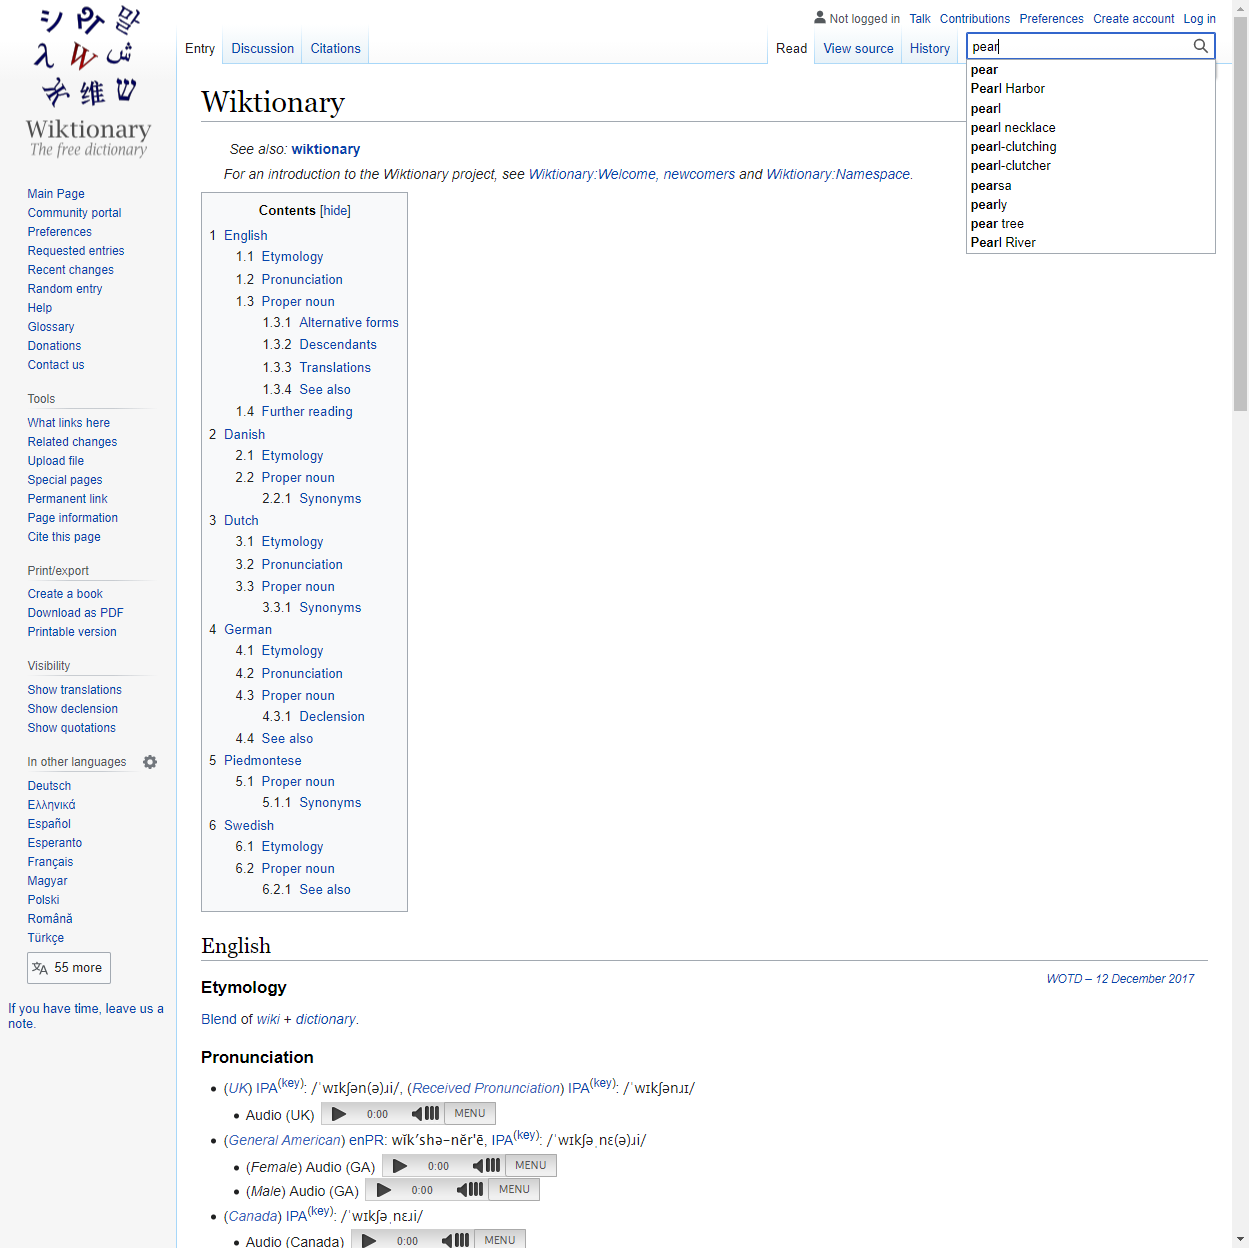 シ ウィ 말
λ W ش
维 ש
Wiktionary
The free dictionary
Not logged in Talk Contributions Preferences Create account Log in
Entry Discussion Citations Read View source History pear
pear
Pearl Harbor
pearl
pearl necklace
pearl-clutching
pearl-clutcher
pearsa
pearly
pear tree
Pearl River
Main Page
Community portal
Preferences
Requested entries
Recent changes
Random entry
Help
Glossary
Donations
Contact us
Tools
What links here
Related changes
Upload file
Special pages
Permanent link
Page information
Cite this page
Print/export
Create a book
Download as PDF
Printable version
Visibility
Show translations
Show declension
Show quotations
In other languages
Deutsch
Ελληνικά
Español
Esperanto
Français
Magyar
Polski
Română
Türkçe
55 more
If you have time, leave us a
note.
Wiktionary
See also: wiktionary
For an introduction to the Wiktionary project, see Wiktionary:Welcome, newcomers and Wiktionary:Namespace.
Contents [hide]
1 English
1.1 Etymology
1.2 Pronunciation
1.3 Proper noun
1.3.1 Alternative forms
1.3.2 Descendants
1.3.3 Translations
1.3.4 See also
1.4 Further reading
2 Danish
2.1 Etymology
2.2 Proper noun
2.2.1 Synonyms
3 Dutch
3.1 Etymology
3.2 Pronunciation
3.3 Proper noun
3.3.1 Synonyms
4 German
4.1 Etymology
4.2 Pronunciation
4.3 Proper noun
4.3.1 Declension
4.4 See also
5 Piedmontese
5.1 Proper noun
5.1.1 Synonyms
6 Swedish
6.1 Etymology
6.2 Proper noun
6.2.1 See also
English
WOTD – 12 December 2017
Etymology
Blend of wiki + dictionary.
Pronunciation
• (UK) IPA(key): /ˈwɪkʃən(ə)ɹi/, (Received Pronunciation) IPA(key): /ˈwɪkʃənɹɪ/
• Audio (UK) 0:00 MENU
• (General American) enPR: wĭkʹshə-nĕr'ē, IPA(key): /ˈwɪkʃəˌnɛ(ə)ɹi/
• (Female) Audio (GA) 0:00 MENU
• (Male) Audio (GA) 0:00 MENU
• (Canada) IPA(key): /ˈwɪkʃəˌnɛɹi/
• Audio (Canada) 0:00 MENU